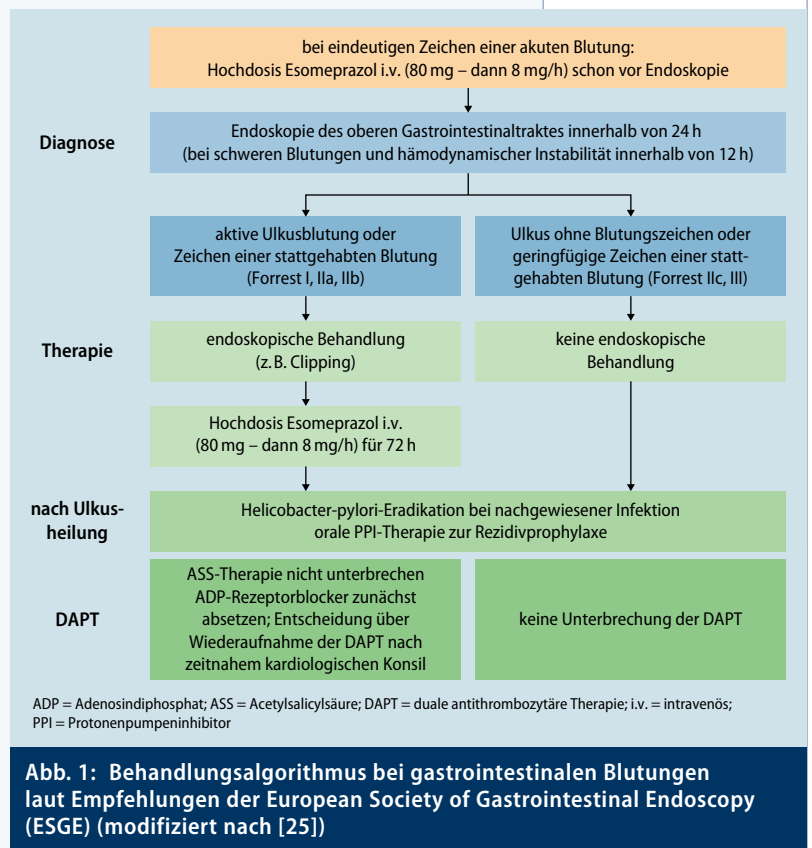 bei eindeutigen Zeichen einer akuten Blutung:
Hochdosis Esomeprazol i.v. (80 mg – dann 8 mg/h) schon vor Endoskopie
Diagnose
Endoskopie des oberen Gastrointestinaltraktes innerhalb von 24 h
(bei schweren Blutungen und hämodynamischer Instabilität innerhalb von 12 h)
aktive Ulkusblutung oder
Zeichen einer stattgehabten Blutung
(Forrest I, IIa, IIb)
Ulkus ohne Blutungszeichen oder
geringfügige Zeichen einer statt-
gehabten Blutung (Forrest IIc, III)
Therapie
endoskopische Behandlung
(z. B. Clipping)
keine endoskopische
Behandlung
Hochdosis Esomeprazol i.v.
(80 mg – dann 8 mg/h) für 72 h
nach Ulkus-
heilung
Helicobacter-pylori-Eradikation bei nachgewiesener Infektion
orale PPI-Therapie zur Rezidivprophylaxe
DAPT
ASS-Therapie nicht unterbrechen
ADP-Rezeptorblocker zunächst
absetzen; Entscheidung über
Wiederaufnahme der DAPT nach
zeitnahem kardiologischen Konsil
keine Unterbrechung der DAPT
ADP = Adenosindiphosphat; ASS = Acetylsalicylsäure; DAPT = duale antithrombozytäre Therapie; i.v. = intravenös;
PPI = Protonenpumpeninhibitor
Abb. 1: Behandlungsalgorithmus bei gastrointestinalen Blutungen
laut Empfehlungen der European Society of Gastrointestinal Endoscopy
(ESGE) (modifiziert nach [25])